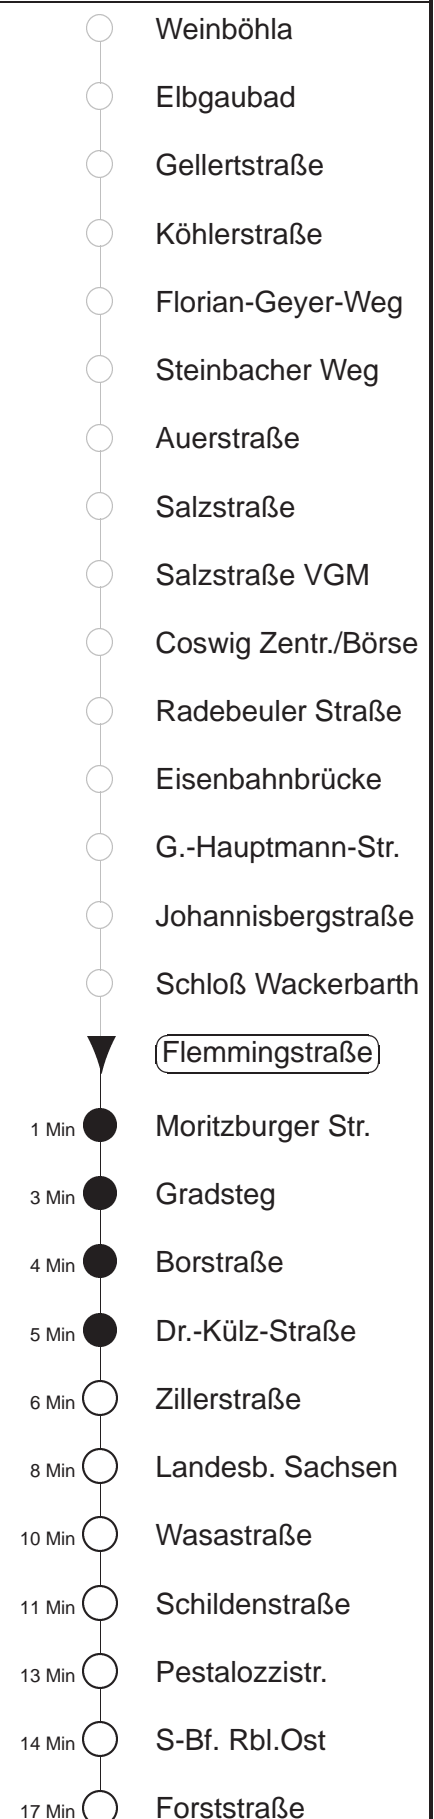 Weinböhla
Elbgaubad
Gellertstraße
Köhlerstraße
Florian-Geyer-Weg
Steinbacher Weg
Auerstraße
Salzstraße
Salzstraße VGM
Coswig Zentr./Börse
Radebeuler Straße
Eisenbahnbrücke
G.-Hauptmann-Str.
Johannisbergstraße
Schloß Wackerbarth
Flemmingstraße
1 Min Moritzburger Str.
3 Min Gradsteg
4 Min Borstraße
5 Min Dr.-Külz-Straße
6 Min Zillerstraße
8 Min Landesb. Sachsen
10 Min Wasastraße
11 Min Schildenstraße
13 Min Pestalozzistr.
14 Min S-Bf. Rbl.Ost
17 Min Forststraße